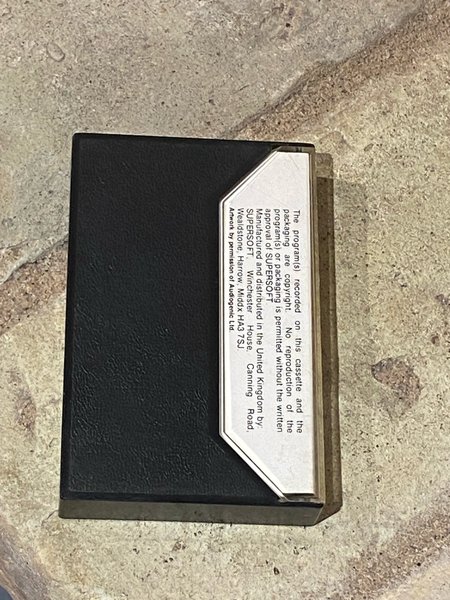 The program(s) recorded on this cassette and the
packaging are copyright. No reproduction of the
program(s) or packaging is permitted without the written
approval of SUPERSOFT.
Manufactured and distributed in the United Kingdom by:
SUPERSOFT, Winchester House, Canning Road,
Wealdstone, Harrow, Middx HA3 7SJ
Artwork by permission of Audiogenic Ltd.